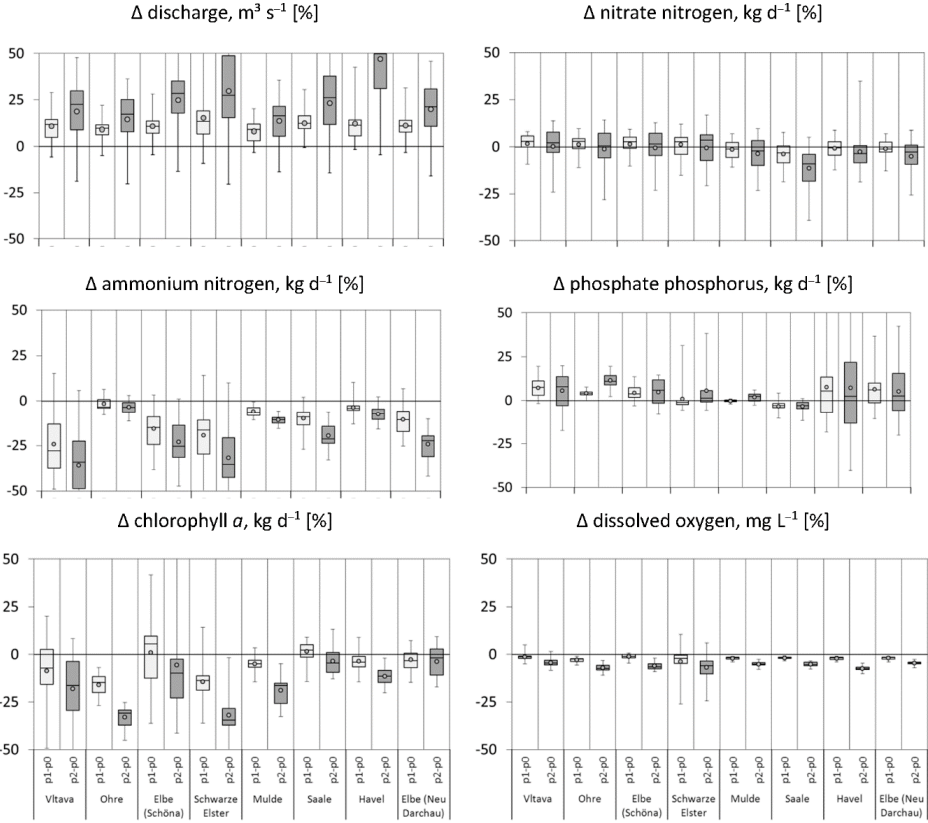 Δ discharge, m³ s⁻¹ [%]
Δ nitrate nitrogen, kg d⁻¹ [%]
50
25
0
-25
-50
50
25
0
-25
-50
Δ ammonium nitrogen, kg d⁻¹ [%]
Δ phosphate phosphorus, kg d⁻¹ [%]
50
25
0
-25
-50
50
25
0
-25
-50
Δ chlorophyll a, kg d⁻¹ [%]
Δ dissolved oxygen, mg L⁻¹ [%]
50
25
0
-25
-50
50
25
0
-25
-50
p1-p0 p2-p0 p1-p0 p2-p0 p1-p0 p2-p0 p1-p0 p2-p0 p1-p0 p2-p0 p1-p0 p2-p0 p1-p0 p2-p0 p1-p0 p2-p0
Vltava Ohre Elbe Schwarze Mulde Saale Havel Elbe (Neu
(Schöna) Elster Darchau)
p1-p0 p2-p0 p1-p0 p2-p0 p1-p0 p2-p0 p1-p0 p2-p0 p1-p0 p2-p0 p1-p0 p2-p0 p1-p0 p2-p0 p1-p0 p2-p0
Vltava Ohre Elbe Schwarze Mulde Saale Havel Elbe (Neu
(Schöna) Elster Darchau)